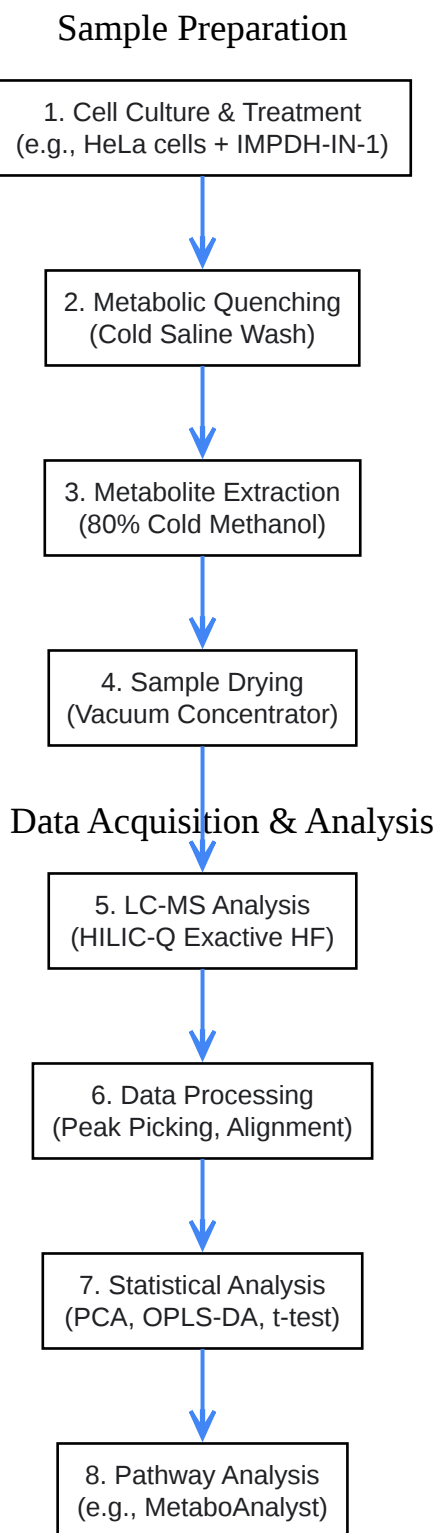 Sample Preparation
1. Cell Culture & Treatment
(e.g., HeLa cells + IMPDH-IN-1)
2. Metabolic Quenching
(Cold Saline Wash)
3. Metabolite Extraction
(80% Cold Methanol)
4. Sample Drying
(Vacuum Concentrator)
Data Acquisition & Analysis
5. LC-MS Analysis
(HILIC-Q Exactive HF)
6. Data Processing
(Peak Picking, Alignment)
7. Statistical Analysis
(PCA, OPLS-DA, t-test)
8. Pathway Analysis
(e.g., MetaboAnalyst)